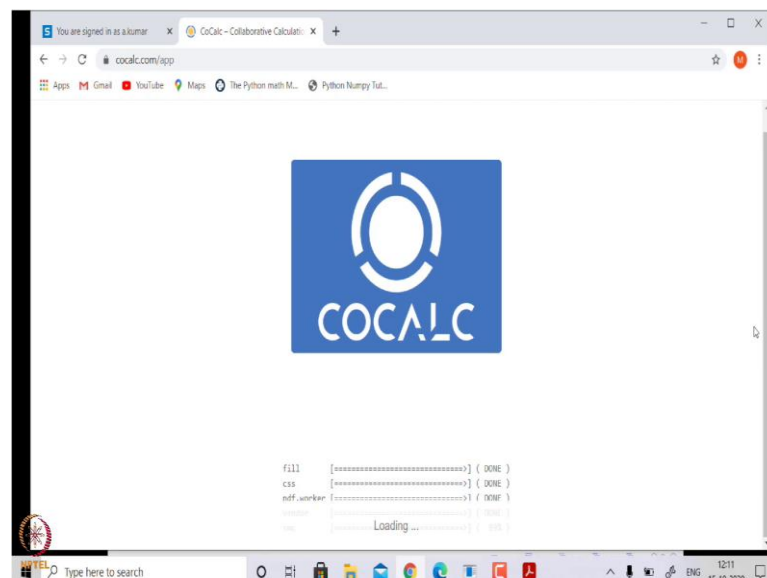 You are signed in as a.kumar x CoCalc – Collaborative Calculatio x +
cocalc.com/app M
Apps M Gmail YouTube Maps The Python math M... Python Numpy Tut...
COCALC
fill [==============================>] ( DONE )
css [==============================>] ( DONE )
pdf.worker [==============================>] ( DONE )
Loading ...
NPTEL
Type here to search ENG 12:11